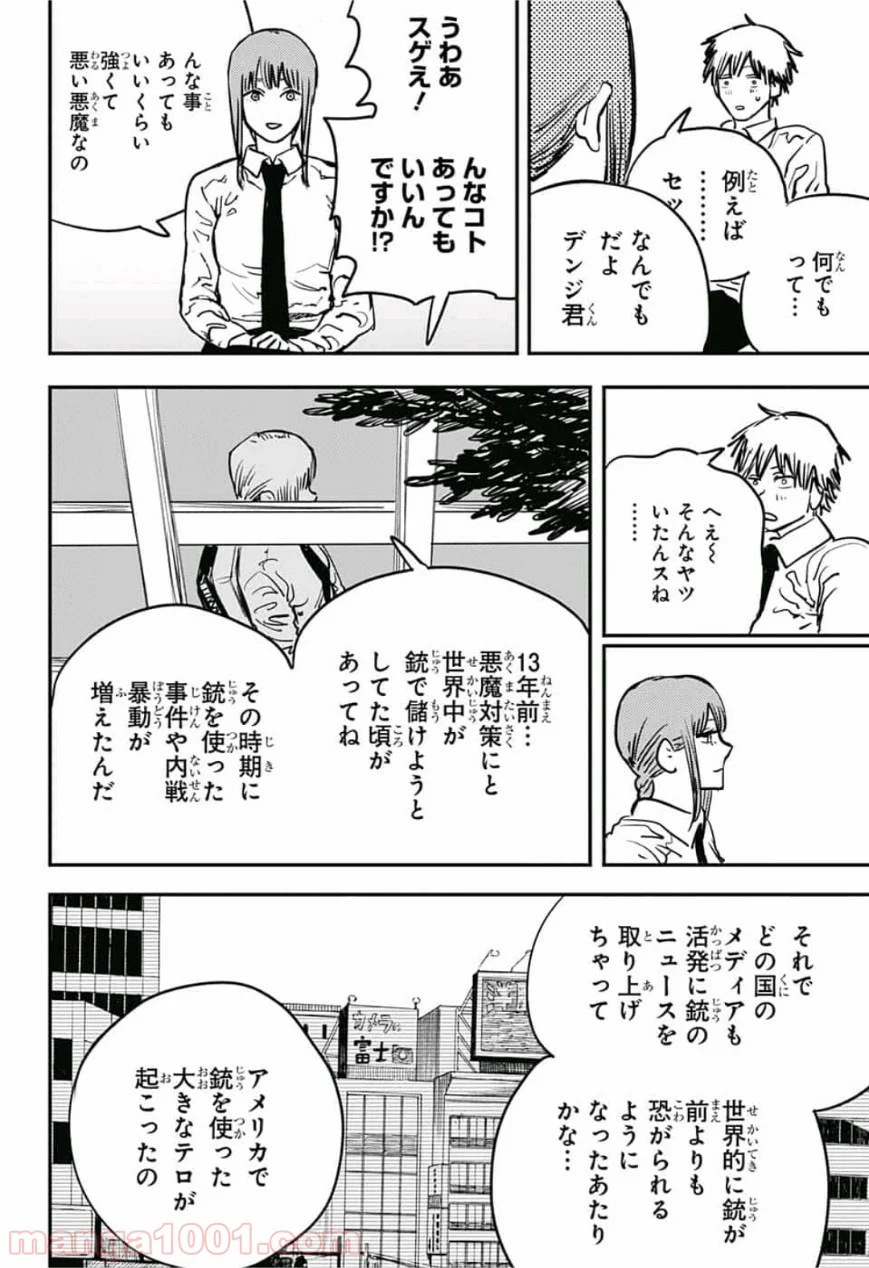 何でも
って…
例えば
………
セッ
なんでも
だよ
デンジ君
うわあ
スゲえ!
んなコト
あっても
いいん
ですか!?
んな事
あっても
いいくらい
強くて
悪い悪魔なの
へえ〜
そんなヤツ
いたんスね
……
13年前…
悪魔対策にと
世界中が
銃で儲けようと
してた頃が
あってね
その時期に
銃を使った
事件や内戦
暴動が
増えたんだ
それで
どの国の
メディアも
活発に銃の
ニュースを
取り上げ
ちゃって
世界的に銃が
前よりも
恐がられる
ように
なったあたり
かな…
カメラの
富士
アメリカで
銃を使った
大きなテロが
起こったの
manga1001.com